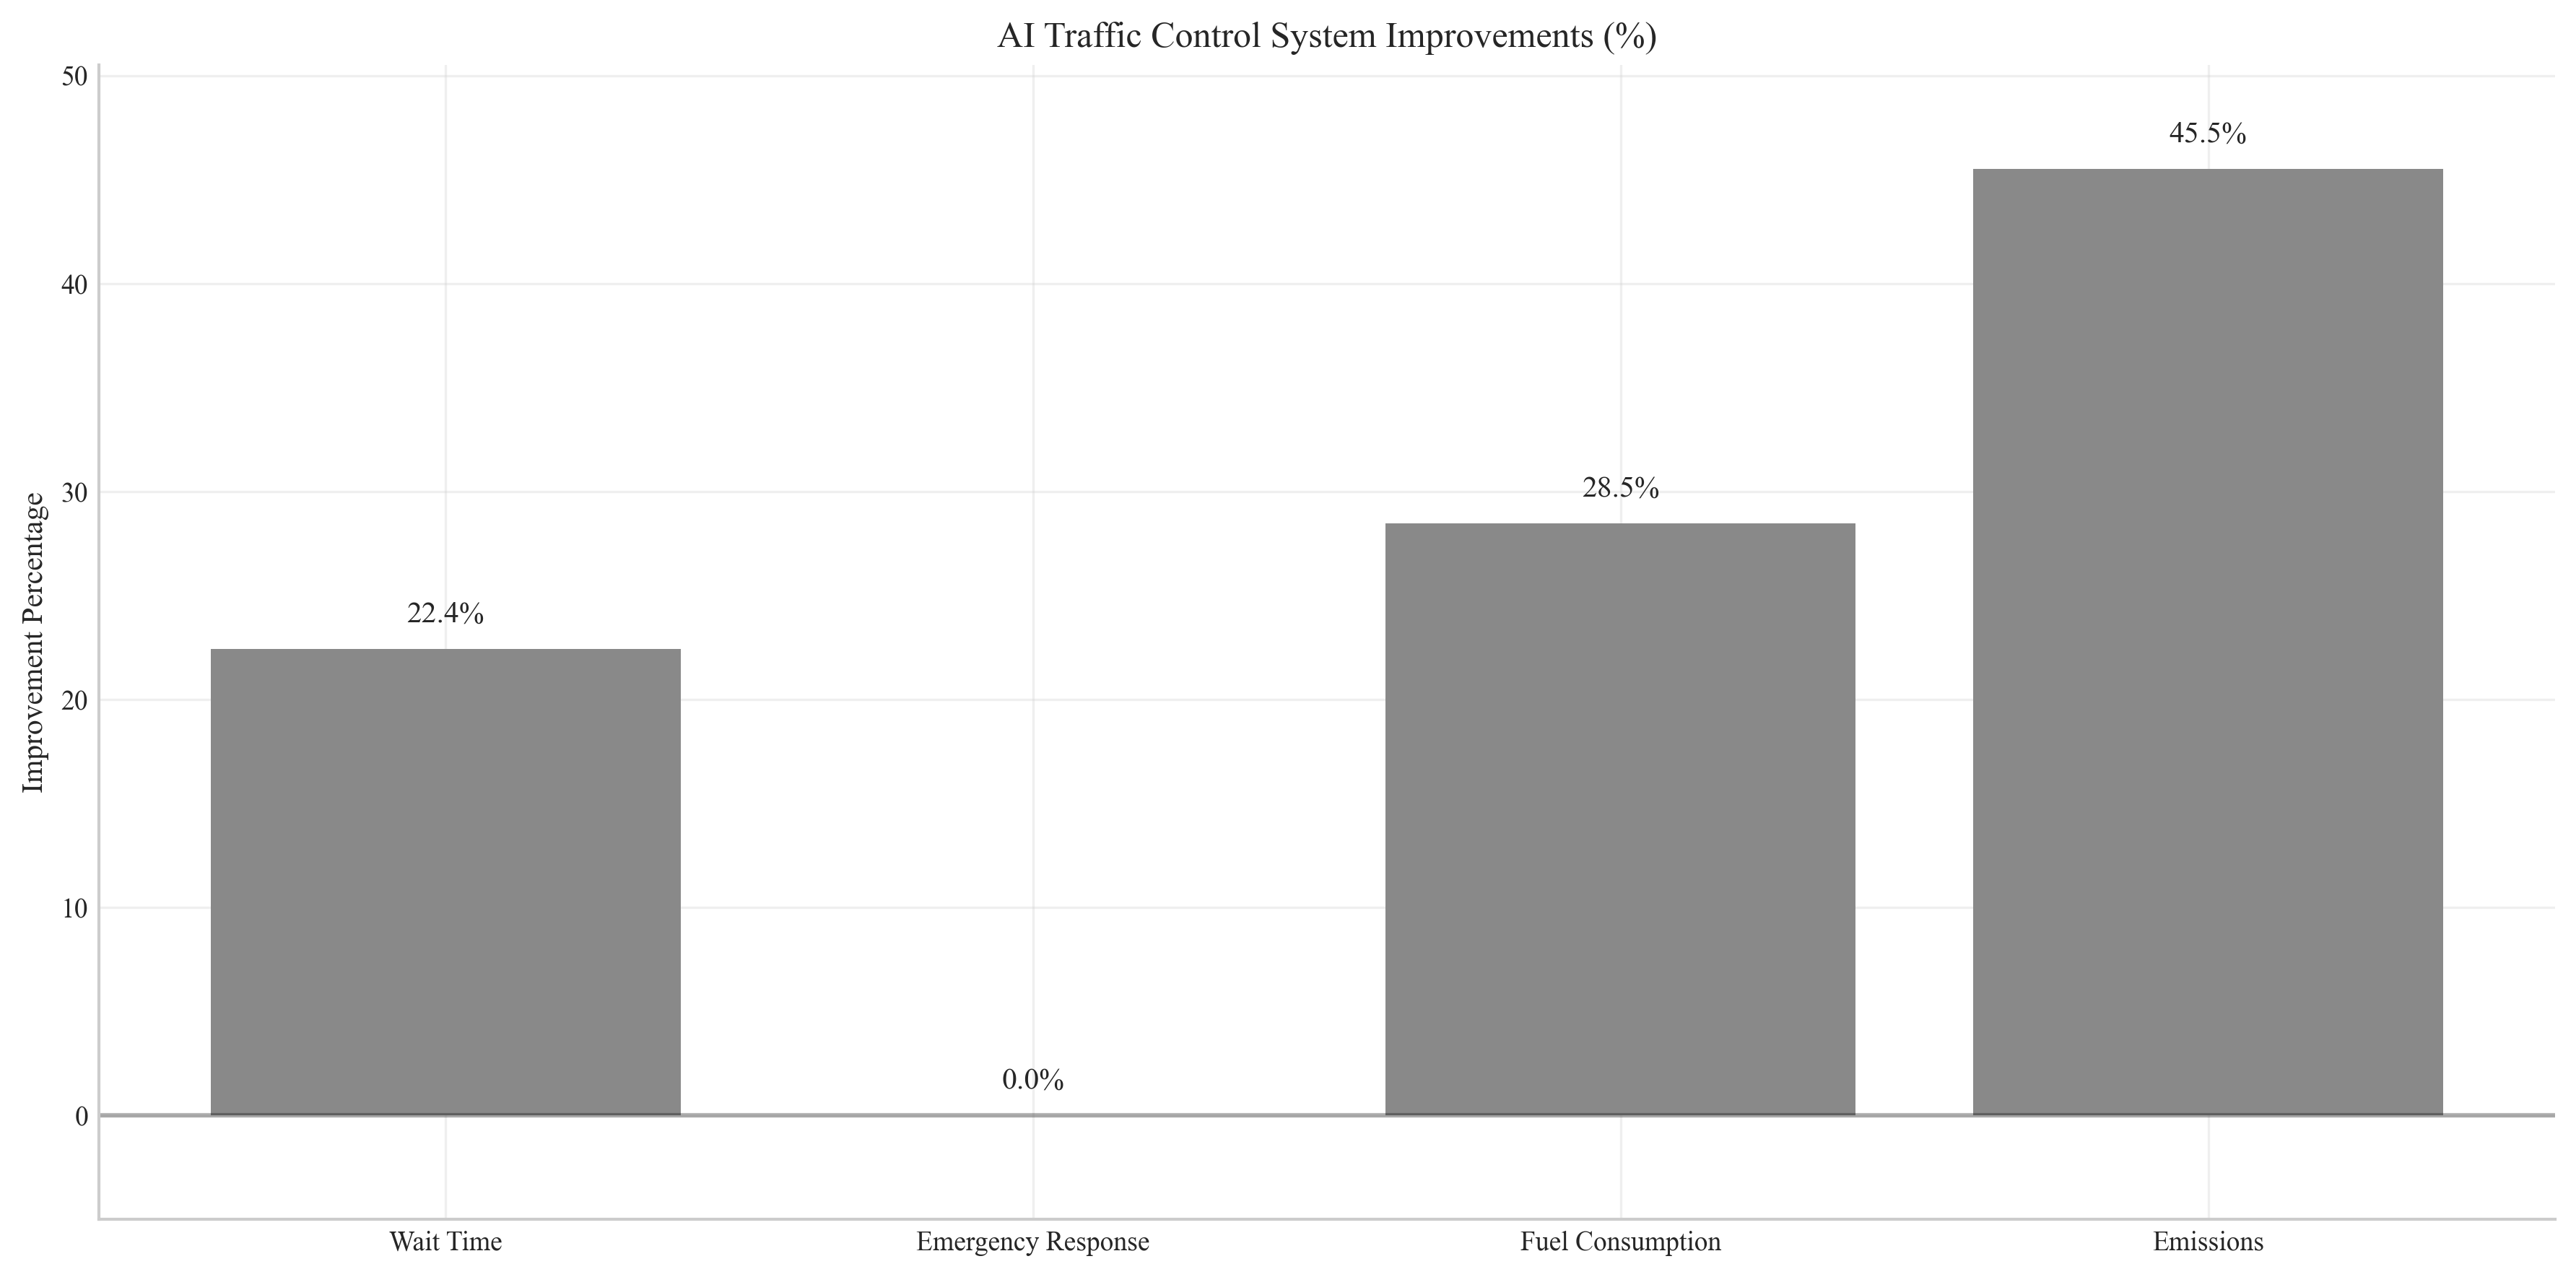 AI Traffic Control System Improvements (%)
Improvement Percentage
50
40
30
20
10
0
22.4%
0.0%
28.5%
45.5%
Wait Time
Emergency Response
Fuel Consumption
Emissions